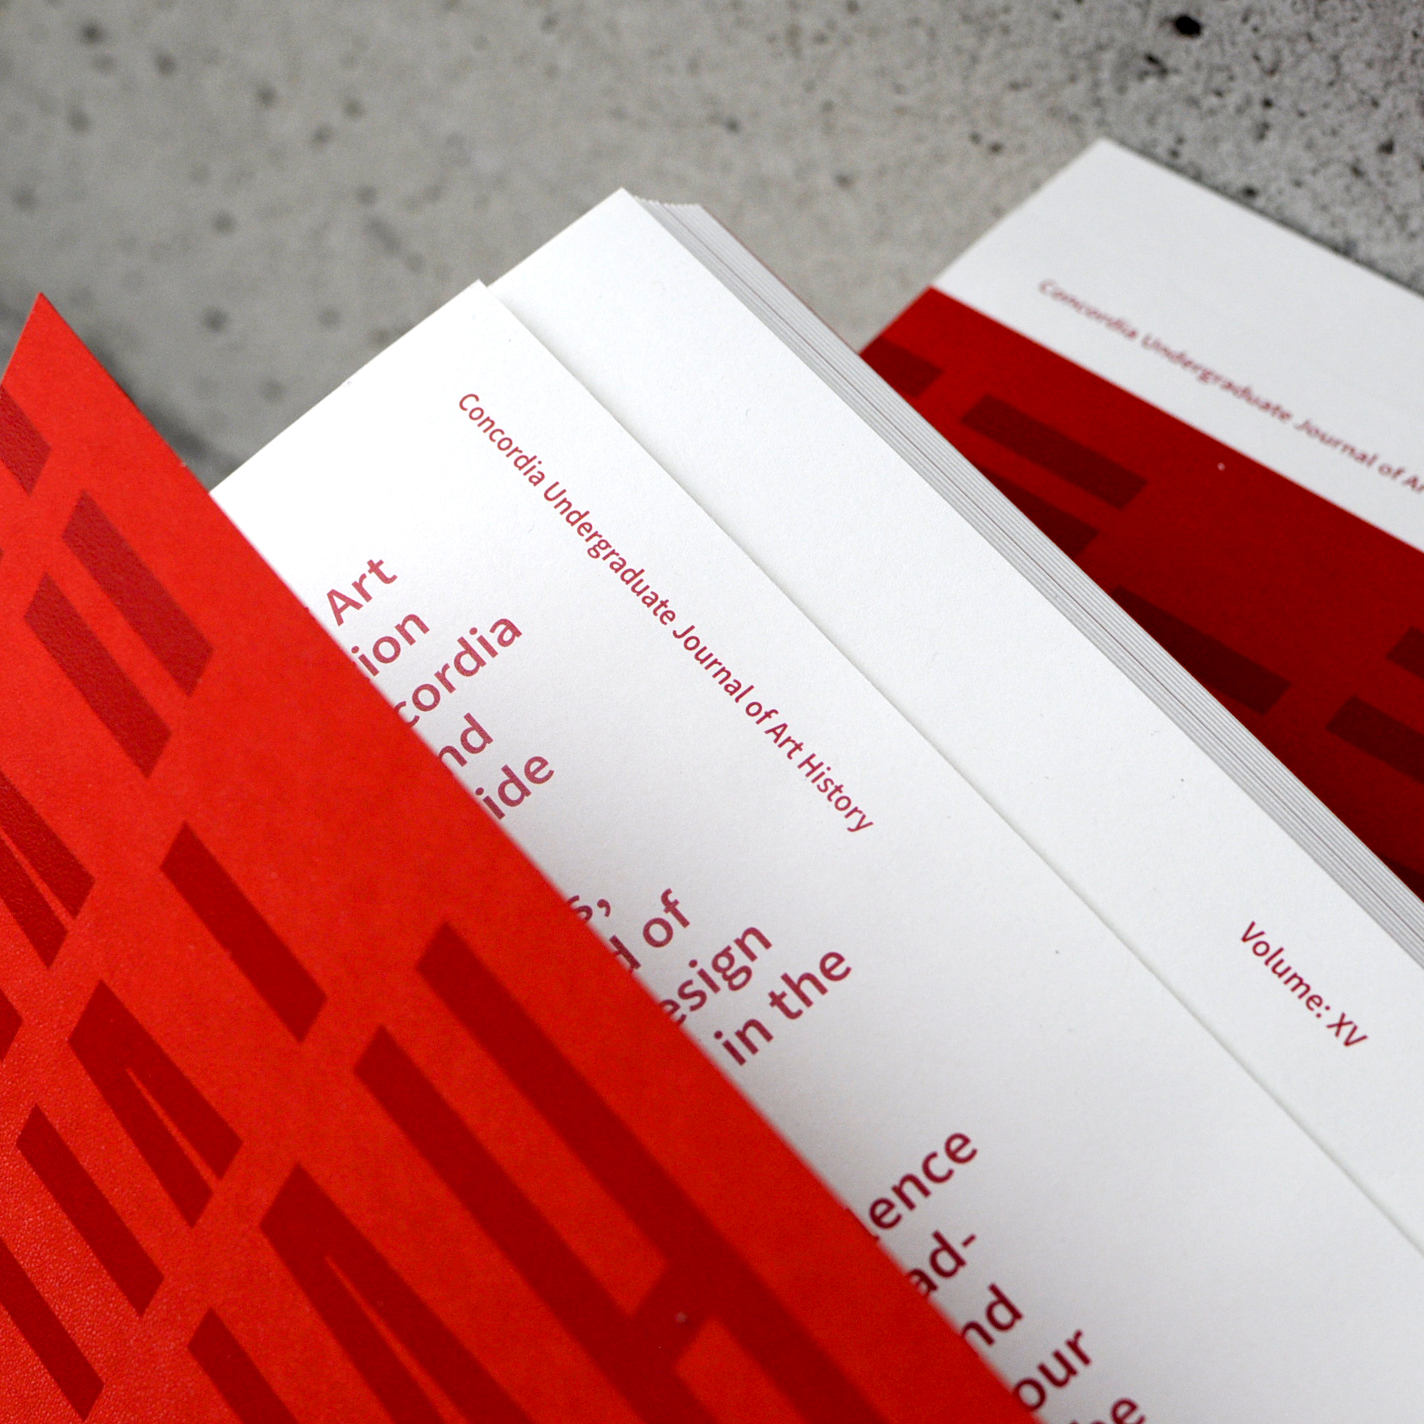 Concordia Undergraduate Journal of Art History
Art
ion
cordia
nd
ide
s,
of
esign
in the
ence
ad-
nd
our
he
Volume: XV
Concordia Undergraduate Journal of Ar